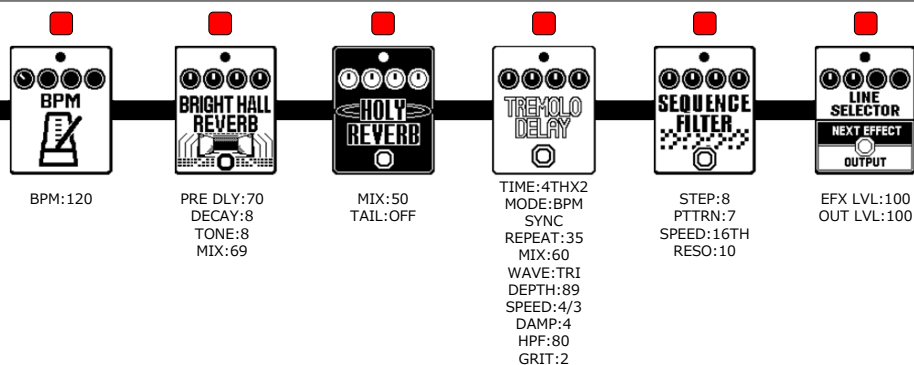 BPM
BRIGHT HALL
REVERB
HOLY
REVERB
TREMOLO
DELAY
SEQUENCE
FILTER
LINE
SELECTOR
NEXT EFFECT
OUTPUT
BPM:120
PRE DLY:70
DECAY:8
TONE:8
MIX:69
MIX:50
TAIL:OFF
TIME:4THX2
MODE:BPM
SYNC
REPEAT:35
MIX:60
WAVE:TRI
DEPTH:89
SPEED:4/3
DAMP:4
HPF:80
GRIT:2
STEP:8
PTTRN:7
SPEED:16TH
RESO:10
EFX LVL:100
OUT LVL:100